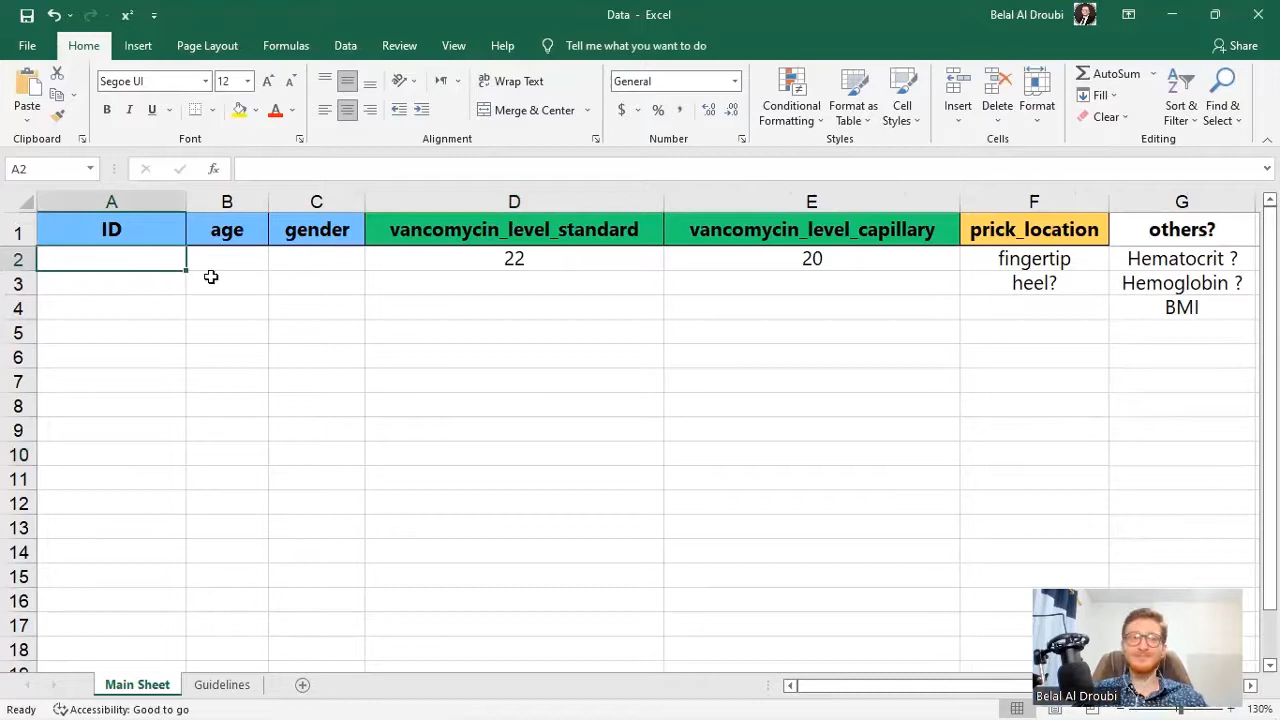 Data - Excel
Belal Al Droubi
File Home Insert Page Layout Formulas Data Review View Help Tell me what you want to do Share
Paste
Segoe UI 12
B I U A
Wrap Text
Merge & Center
General
$ % ,
Conditional Formatting
Format as Table
Cell Styles
Insert
Delete
Format
AutoSum
Fill
Clear
Sort & Filter
Find & Select
Clipboard Font Alignment Number Styles Cells Editing
A2 fx
A B C D E F G
1 ID age gender vancomycin_level_standard vancomycin_level_capillary prick_location others?
2 22 20 fingertip Hematocrit ?
3 heel? Hemoglobin ?
4 BMI
5
6
7
8
9
10
11
12
13
14
15
16
17
18
Belal Al Droubi
Main Sheet Guidelines
Ready Accessibility: Good to go 130%